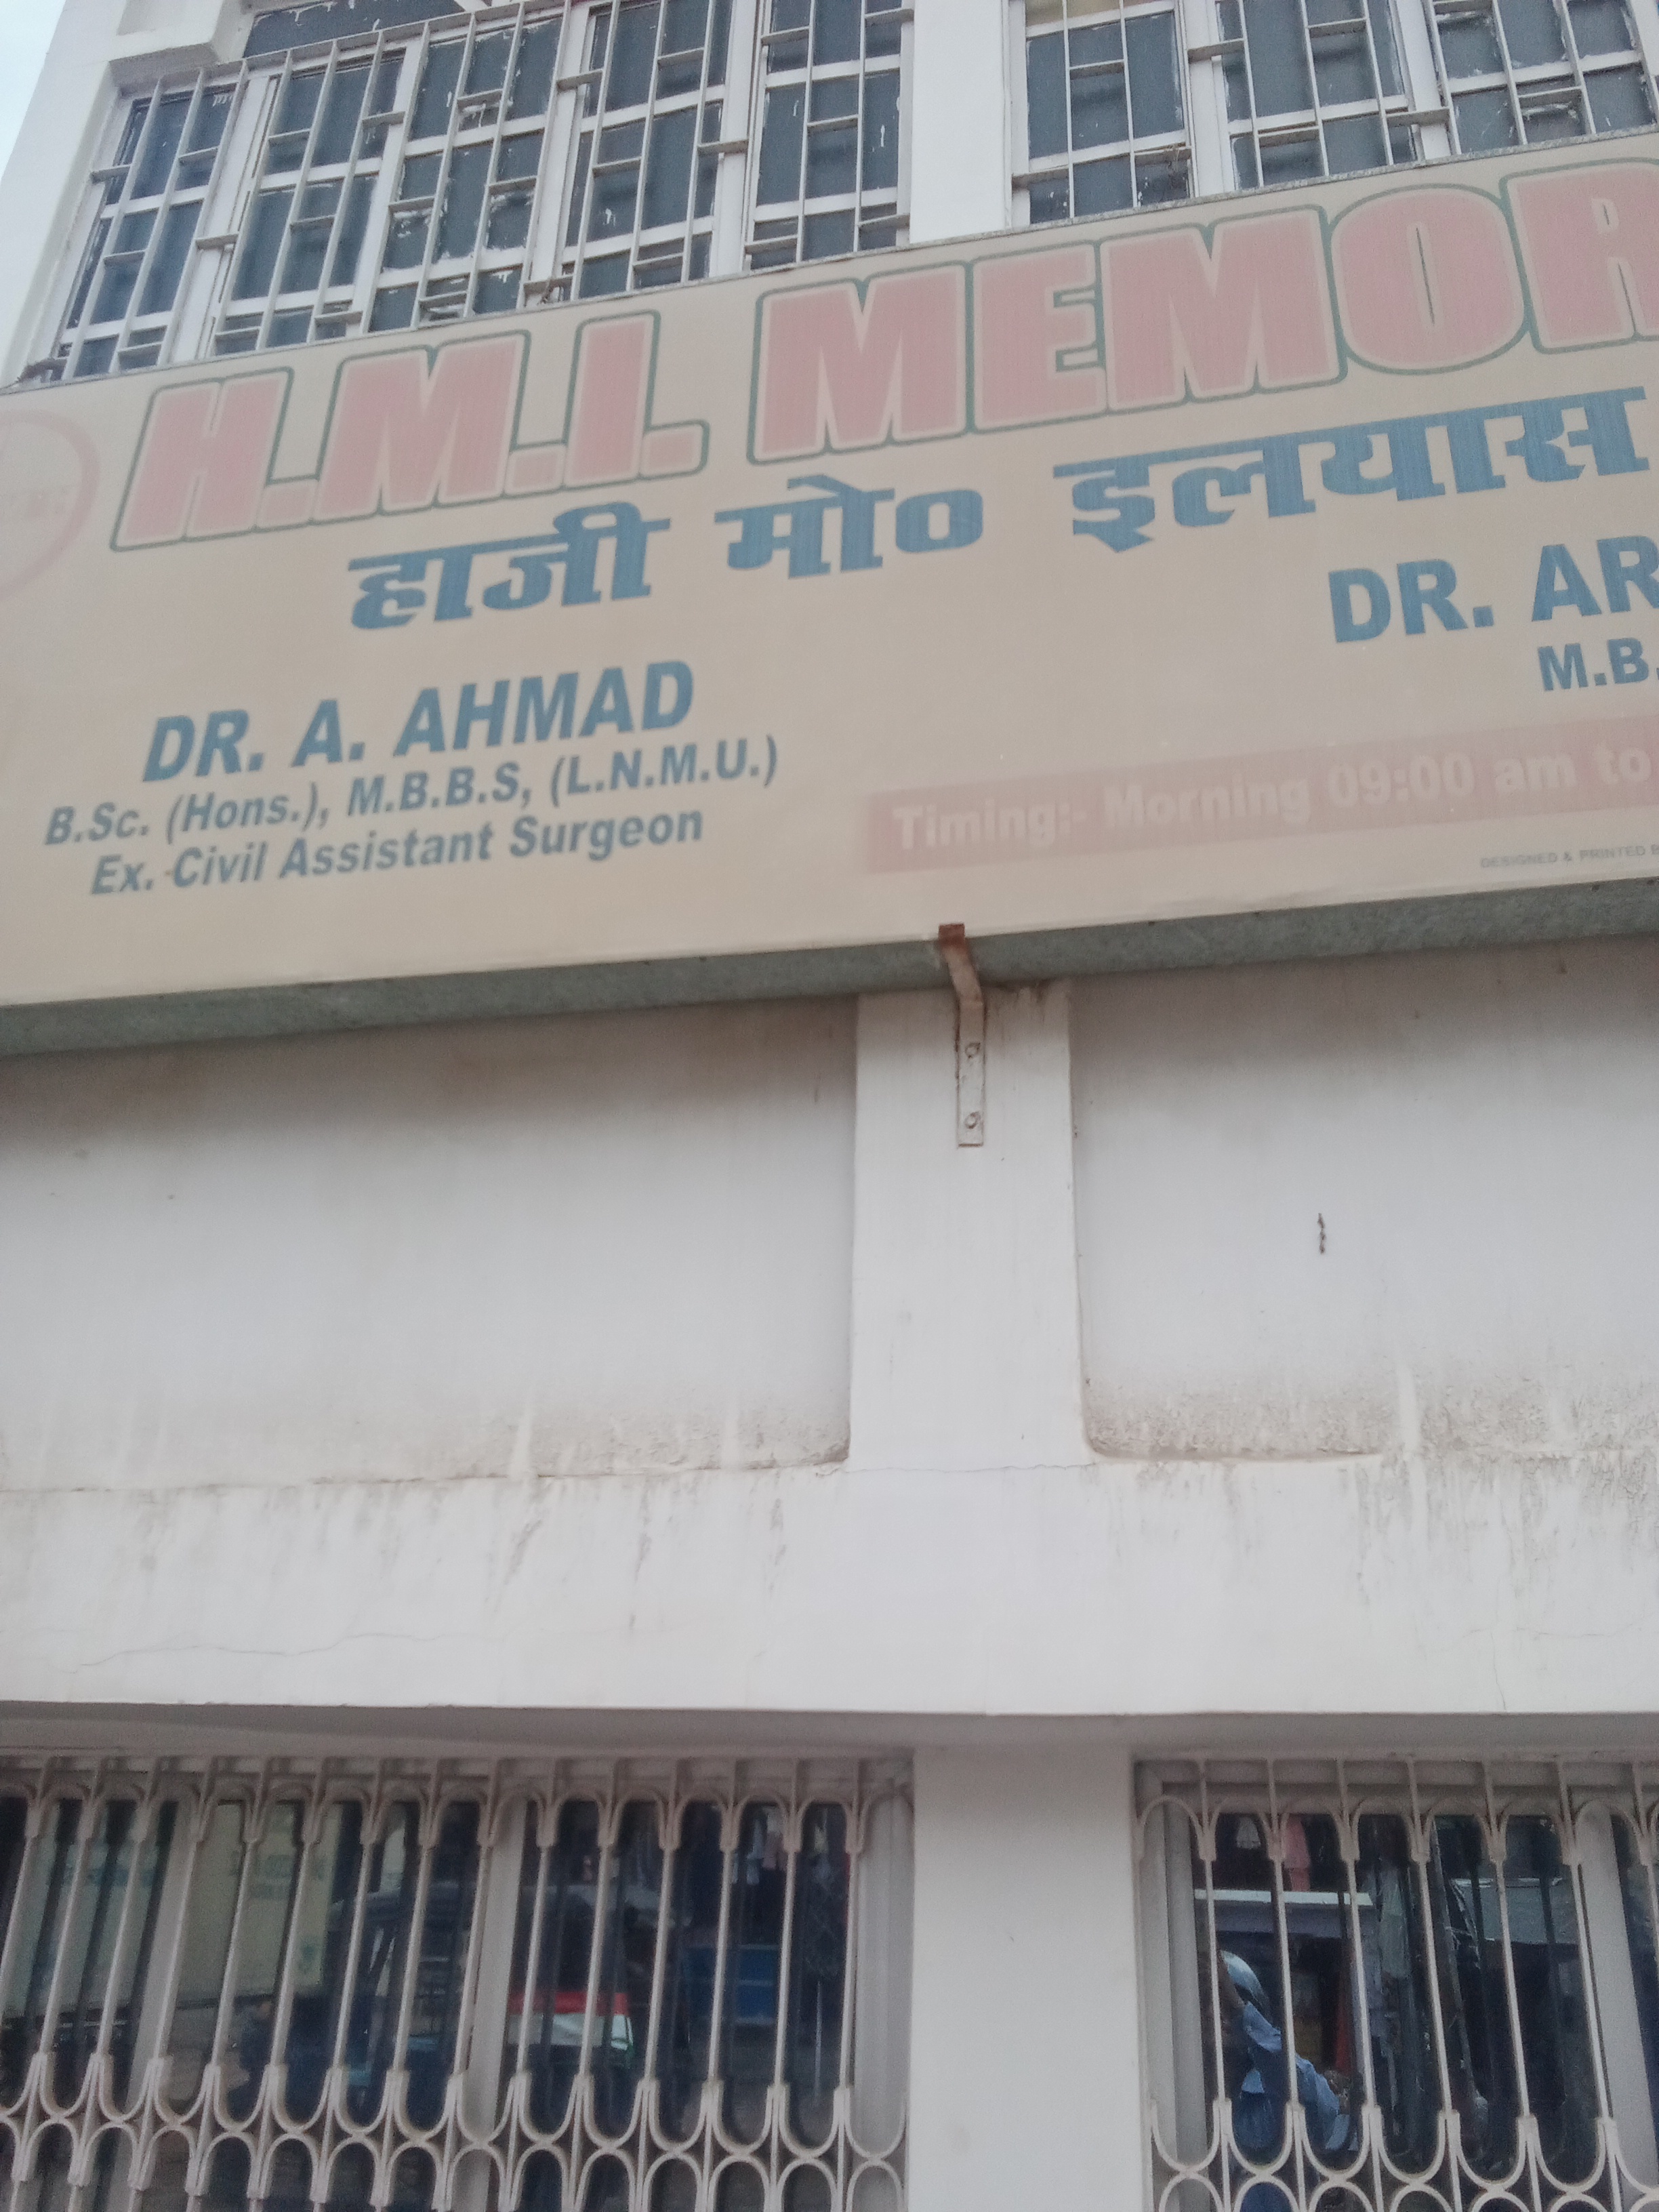 H.M.I. MEMOR
हाजी मो० इलयास
DR. A. AHMAD
B.Sc. (Hons.), M.B.B.S, (L.N.M.U.)
Ex. Civil Assistant Surgeon
DR. AR
M.B.
Timing:- Morning 09:00 am to
DESIGNED & PRINTED B